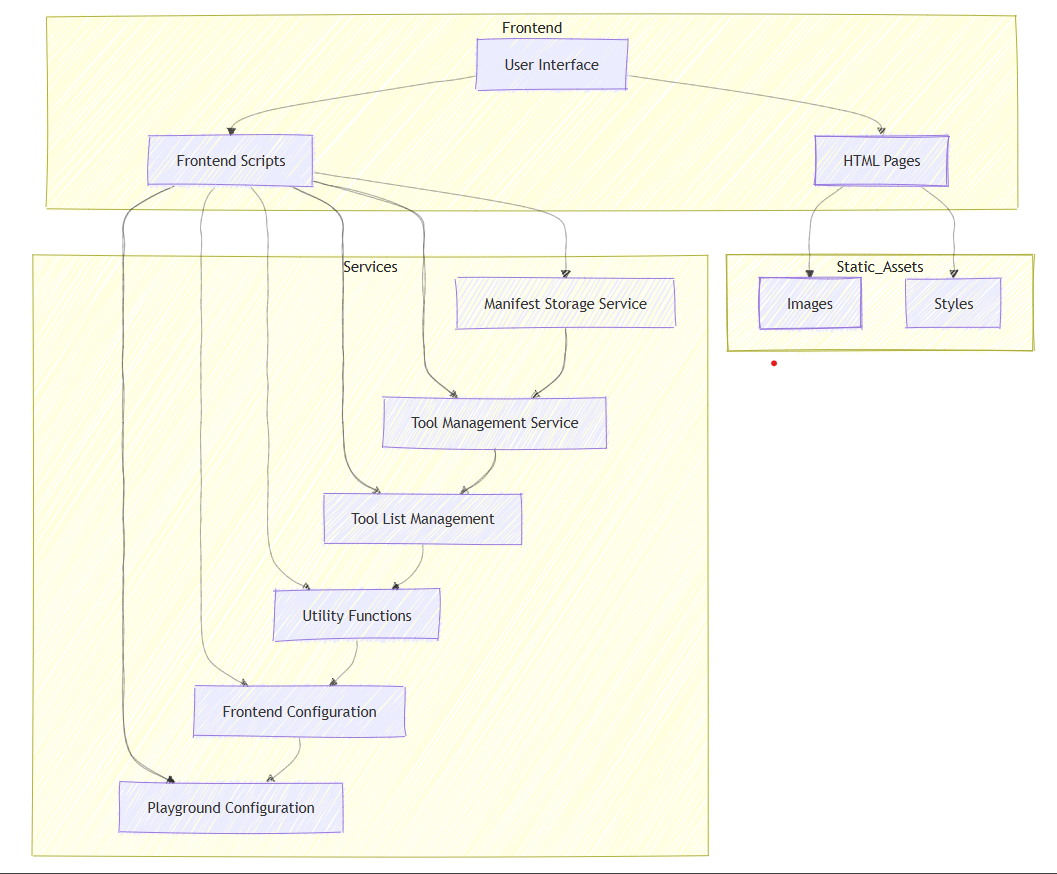 Frontend
User Interface
Frontend Scripts
HTML Pages
Services
Static_Assets
Manifest Storage Service
Images
Styles
Tool Management Service
Tool List Management
Utility Functions
Frontend Configuration
Playground Configuration